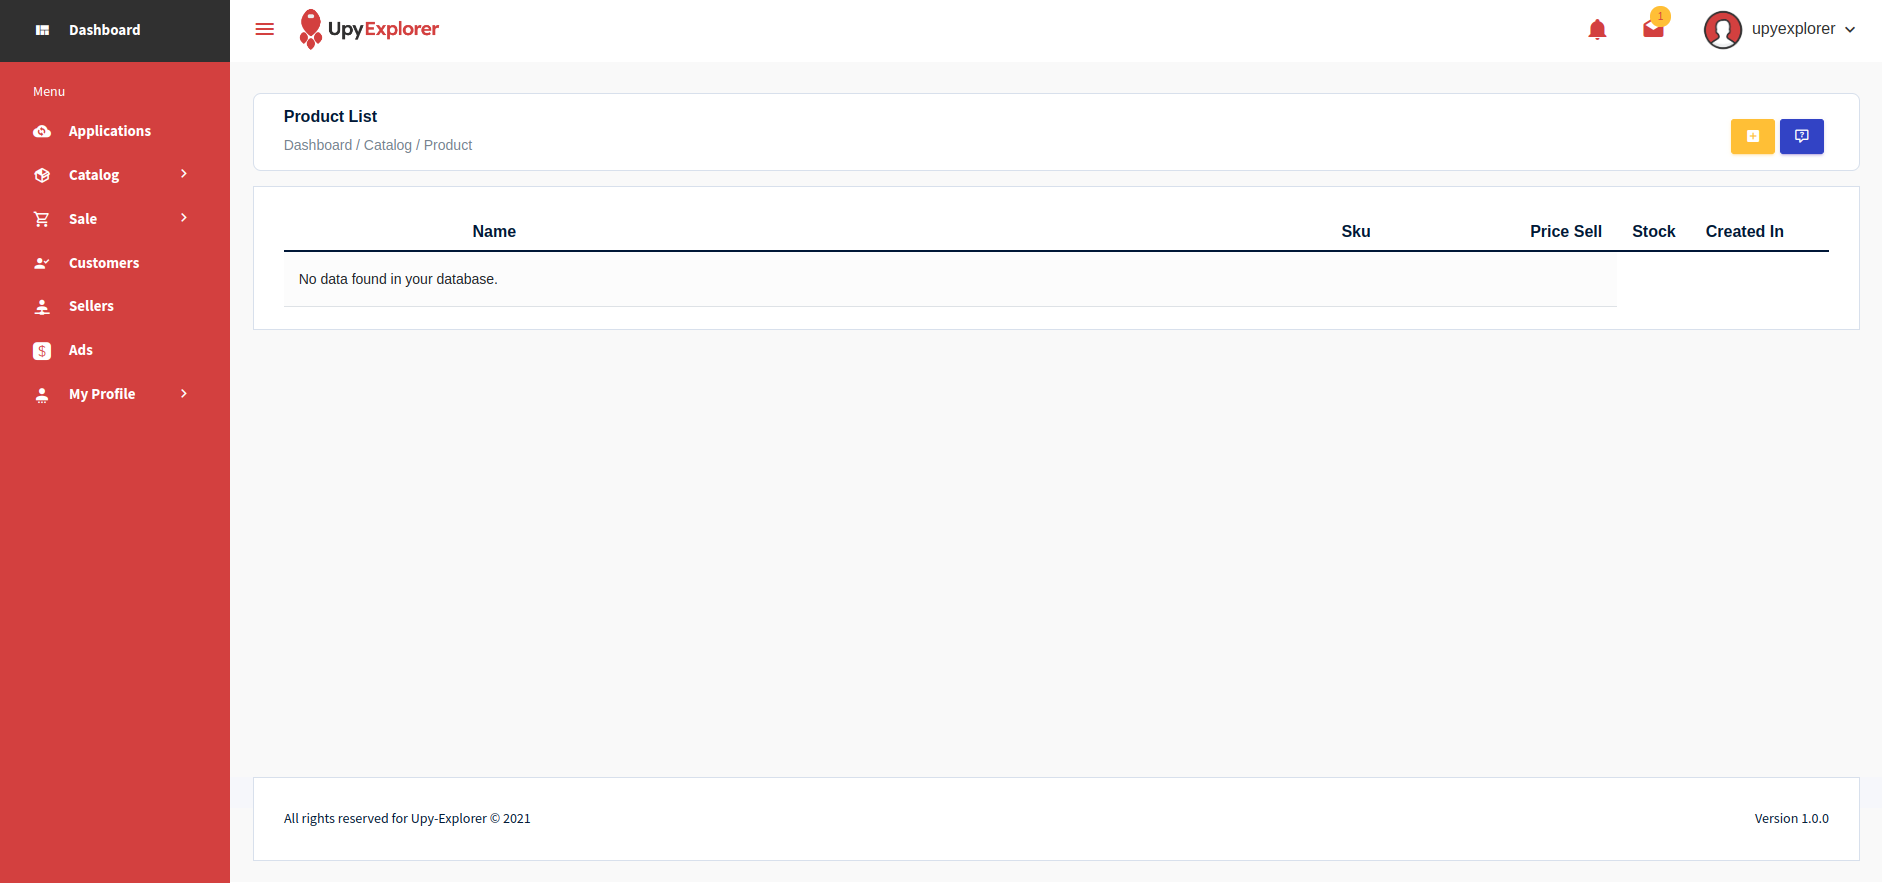 Dashboard
UpyExplorer
1
upyexplorer
Menu
Applications
Catalog
Sale
Customers
Sellers
$
Ads
My Profile
Product List
Dashboard / Catalog / Product
?
Name Sku Price Sell Stock Created In
No data found in your database.
All rights reserved for Upy-Explorer © 2021
Version 1.0.0